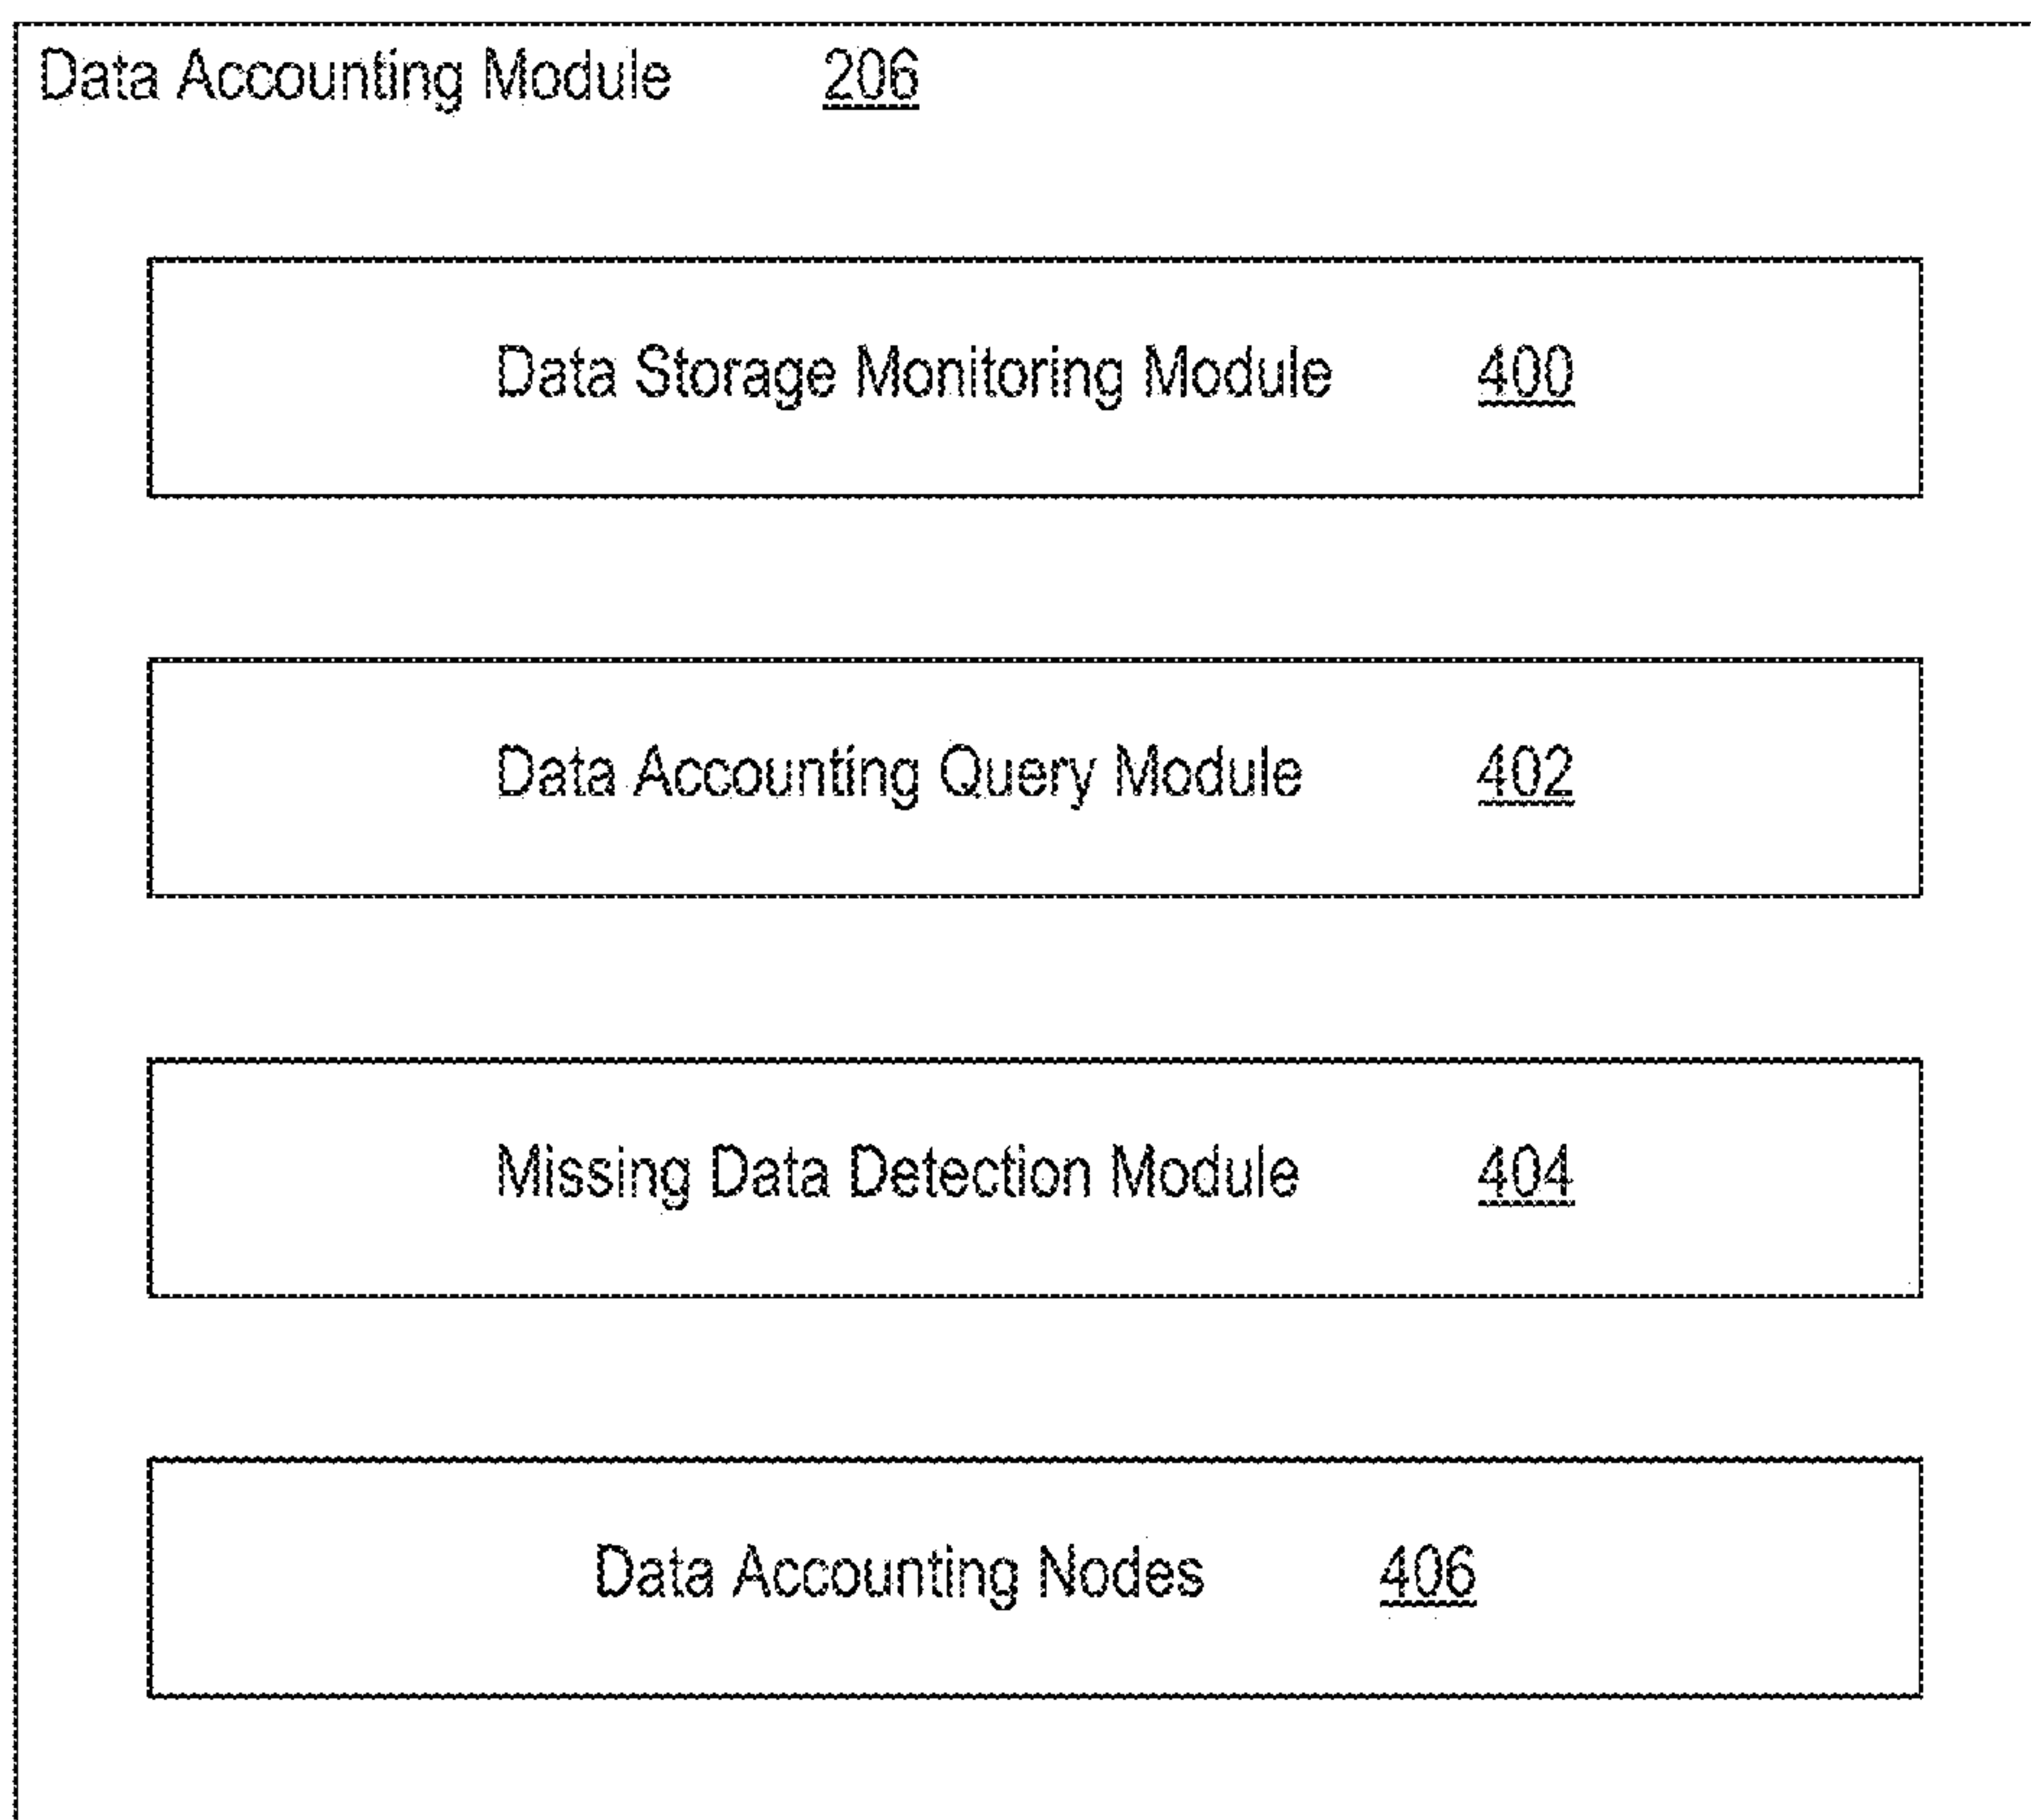 Data Accounting Module 206
Data Storage Monitoring Module 400
Data Accounting Query Module 402
Missing Data Detection Module 404
Data Accounting Nodes 406